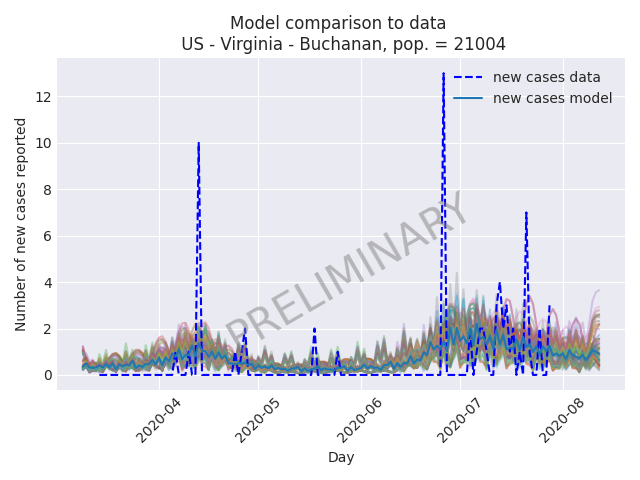 Model comparison to data
US - Virginia - Buchanan, pop. = 21004
new cases data
new cases model
PRELIMINARY
Number of new cases reported
12
10
8
6
4
2
0
2020-04
2020-05
2020-06
2020-07
2020-08
Day